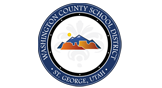 WASHINGTON COUNTY SCHOOL DISTRICT
• ST. GEORGE, UTAH •